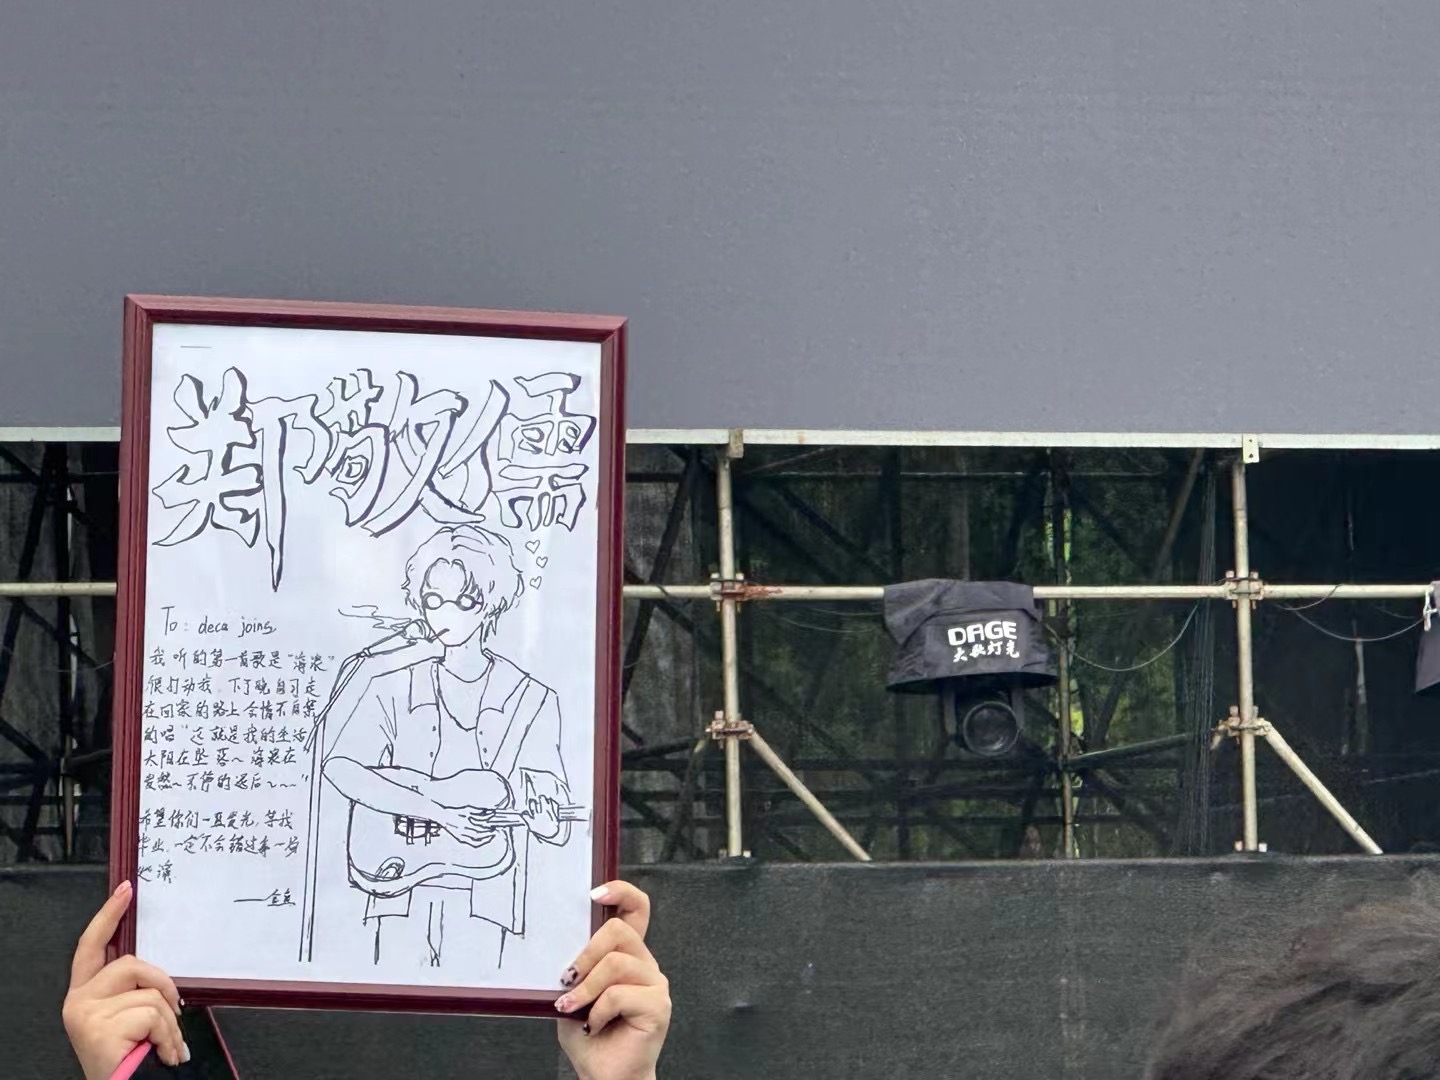 郑敬儒
To: deca joins
我听的第一首歌是“海浪”
很打动我. 下了晚自习走
在回家的路上会情不自禁
的唱“这就是我的生活
太阳在坠落～海浪在
发愁～不停的退后～~~”
希望你们一直发光, 等我
毕业, 一定不会错过每一场
巡演
DAGE
大歌灯光